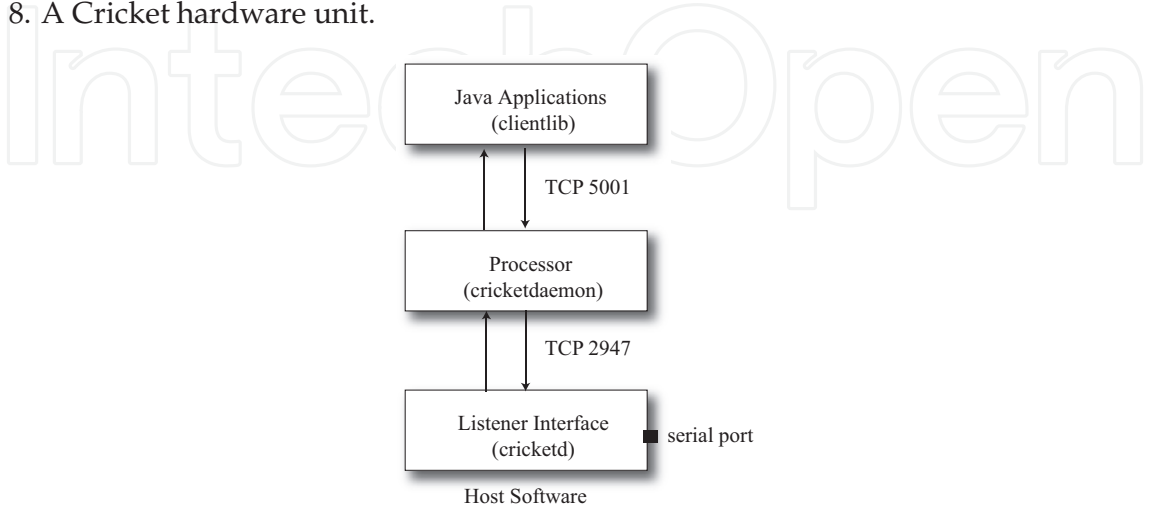 8. A Cricket hardware unit.
IntechOpen
Java Applications
(clientlib)
TCP 5001
Processor
(cricketdaemon)
TCP 2947
Listener Interface
(cricketd)
serial port
Host Software